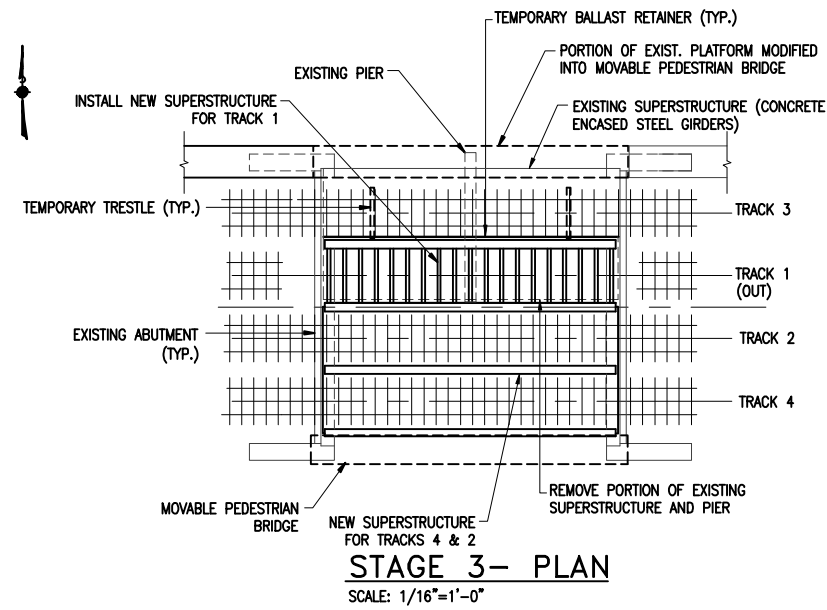 TEMPORARY BALLAST RETAINER (TYP.)
PORTION OF EXIST. PLATFORM MODIFIED
INTO MOVABLE PEDESTRIAN BRIDGE
EXISTING PIER
INSTALL NEW SUPERSTRUCTURE
FOR TRACK 1
EXISTING SUPERSTRUCTURE (CONCRETE
ENCASED STEEL GIRDERS)
TEMPORARY TRESTLE (TYP.)
TRACK 3
TRACK 1
(OUT)
EXISTING ABUTMENT
(TYP.)
TRACK 2
TRACK 4
MOVABLE PEDESTRIAN
BRIDGE
NEW SUPERSTRUCTURE
FOR TRACKS 4 & 2
REMOVE PORTION OF EXISTING
SUPERSTRUCTURE AND PIER
STAGE 3- PLAN
SCALE: 1/16"=1'-0"